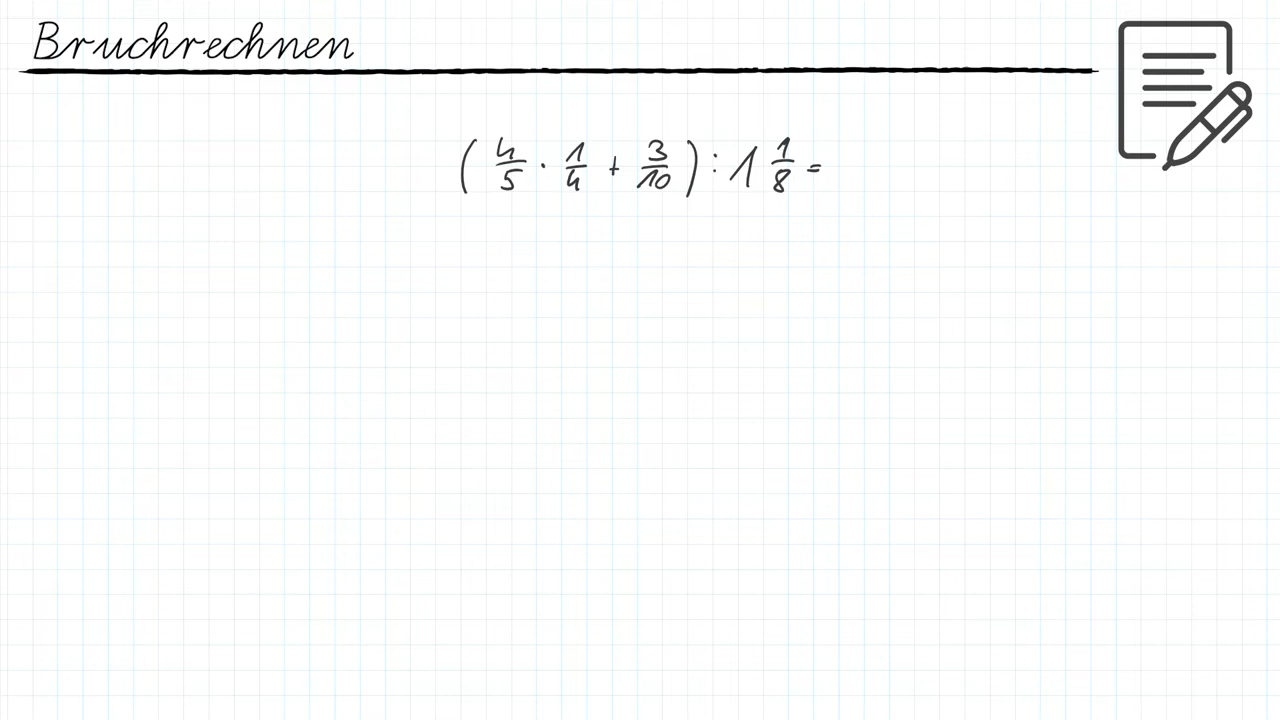 Bruchrechnen
( 4/5 · 1/4 + 3/10 ) : 1 1/8 =